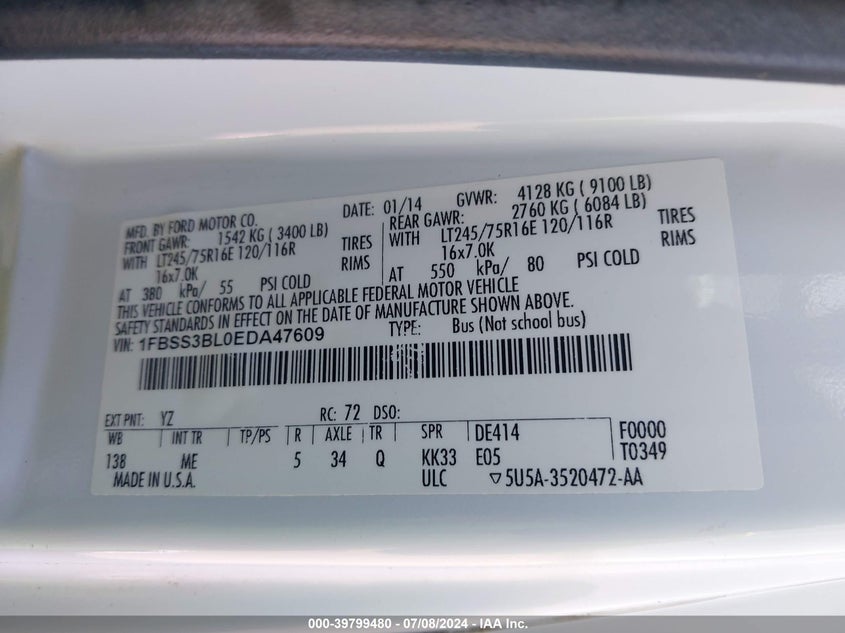 MFD. BY FORD MOTOR CO.
DATE: 01/14 GVWR: 4128 KG ( 9100 LB)
FRONT GAWR: 1542 KG ( 3400 LB) REAR GAWR: 2760 KG ( 6084 LB)
WITH LT245/75R16E 120/116R TIRES WITH LT245/75R16E 120/116R TIRES
16x7.0K RIMS 16x7.0K RIMS
AT 380 kPa/ 55 PSI COLD AT 550 kPa/ 80 PSI COLD
THIS VEHICLE CONFORMS TO ALL APPLICABLE FEDERAL MOTOR VEHICLE
SAFETY STANDARDS IN EFFECT ON THE DATE OF MANUFACTURE SHOWN ABOVE.
VIN: 1FBSS3BL0EDA47609 TYPE: Bus (Not School bus)
EXT PNT: YZ RC: 72 DSO:
WB INT TR TP/PS R AXLE TR SPR DE414 F0000
138 ME 5 34 Q KK33 E05 T0349
MADE IN U.S.A. ULC ▽5U5A-3520472-AA
000-39799480 - 07/08/2024 - IAA Inc.